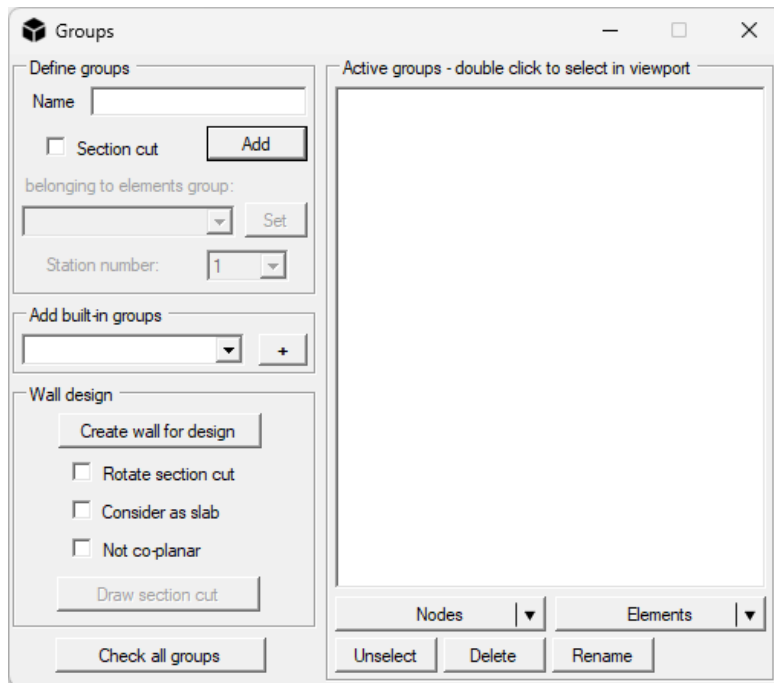 Groups
Define groups
Name
Section cut
Add
belonging to elements group:
Set
Station number:
1
Add built-in groups
+
Wall design
Create wall for design
Rotate section cut
Consider as slab
Not co-planar
Draw section cut
Check all groups
Active groups - double click to select in viewport
Nodes
Elements
Unselect
Delete
Rename